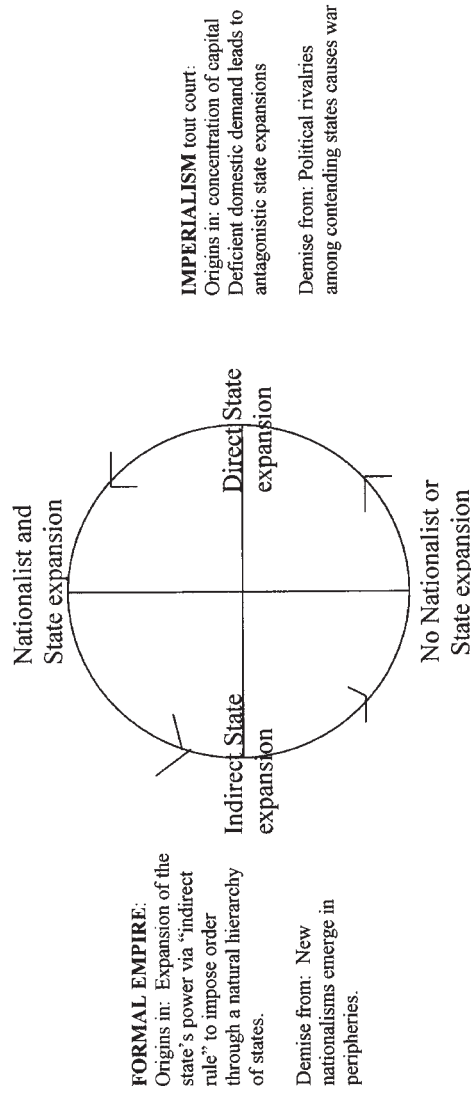 FORMAL EMPIRE:
Origins in: Expansion of the
state's power via "indirect
rule" to impose order
through a natural hierarchy
of states.
Demise from: New
nationalisms emerge in
peripheries.
Nationalist and
State expansion
Indirect State
expansion
Direct State
expansion
No Nationalist or
State expansion
IMPERIALISM tout court:
Origins in: concentration of capital
Deficient domestic demand leads to
antagonistic state expansions
Demise from: Political rivalries
among contending states causes war